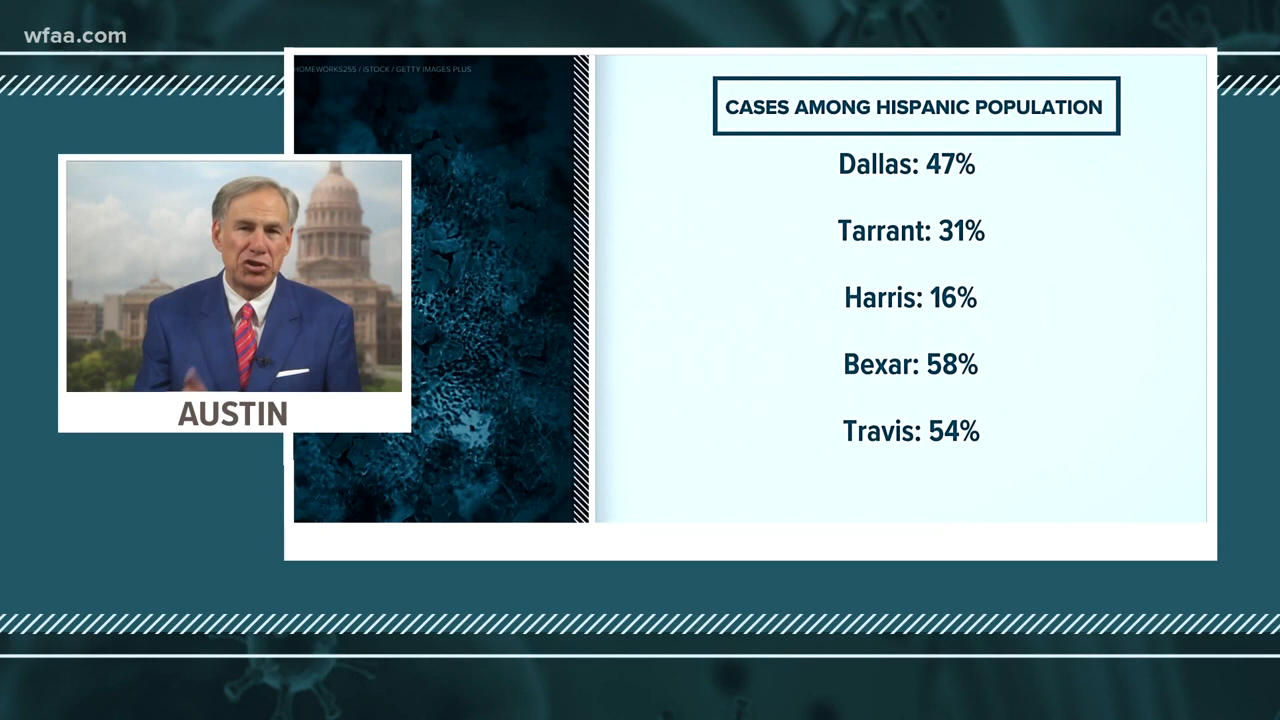 wfaa.com
HOMEWORKS255 / iSTOCK / GETTY IMAGES PLUS
CASES AMONG HISPANIC POPULATION
Dallas: 47%
Tarrant: 31%
Harris: 16%
Bexar: 58%
Travis: 54%
AUSTIN